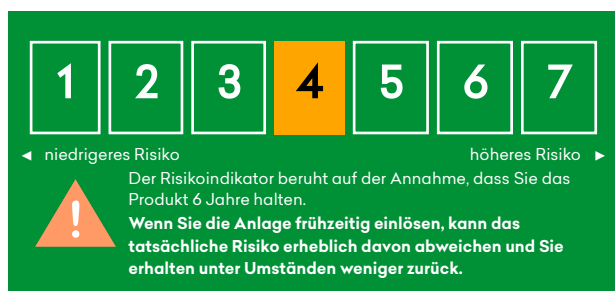 1 2 3 4 5 6 7
◄ niedrigeres Risiko höheres Risiko ►
Der Risikoindikator beruht auf der Annahme, dass Sie das
Produkt 6 Jahre halten.
Wenn Sie die Anlage frühzeitig einlösen, kann das
tatsächliche Risiko erheblich davon abweichen und Sie
erhalten unter Umständen weniger zurück.
!